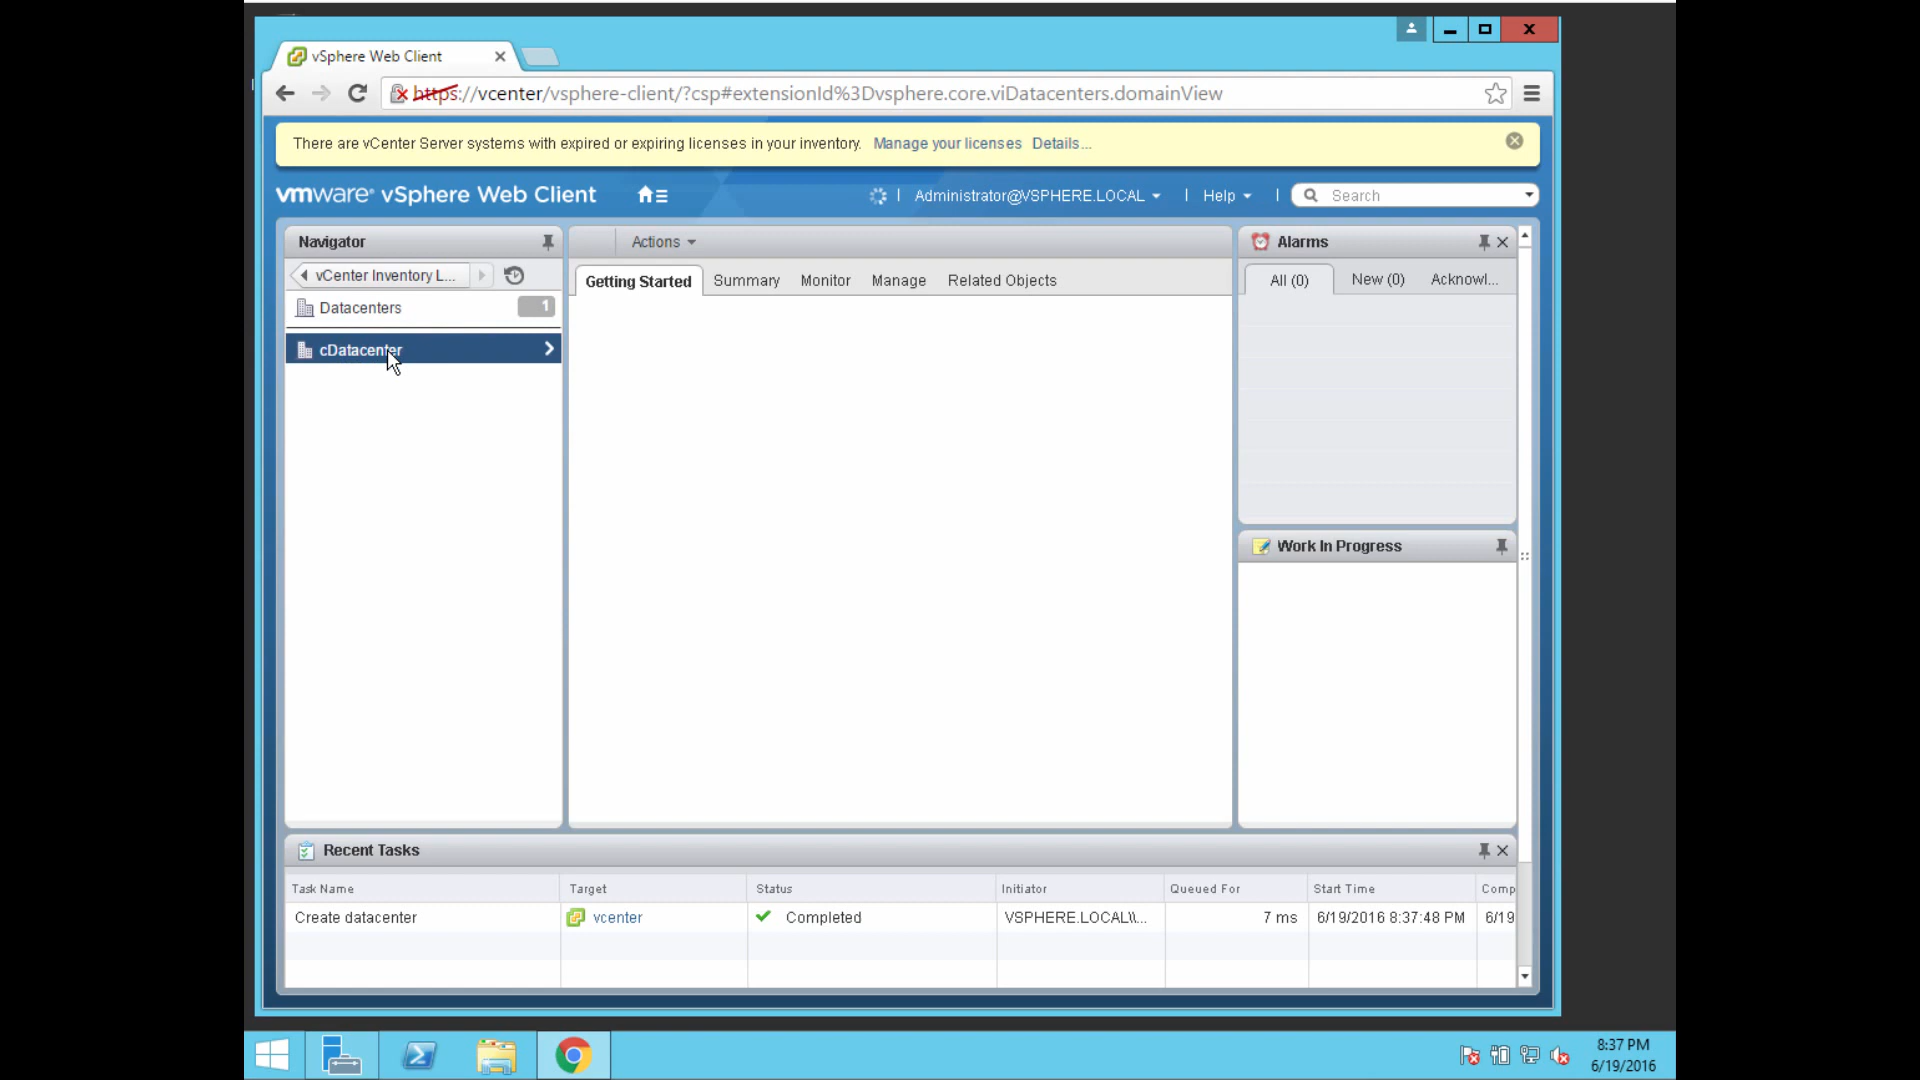 vSphere Web Client
https://vcenter/vsphere-client/?csp#extensionId%3Dvsphere.core.viDatacenters.domainView
There are vCenter Server systems with expired or expiring licenses in your inventory. Manage your licenses Details...
vmware® vSphere Web Client
Administrator@VSPHERE.LOCAL | Help | Search
Navigator
Actions
Alarms
vCenter Inventory L...
Getting Started Summary Monitor Manage Related Objects
All (0) New (0) Acknowl...
Datacenters 1
cDatacenter
Work In Progress
Recent Tasks
Task Name Target Status Initiator Queued For Start Time Comp
Create datacenter vcenter Completed VSPHERE.LOCAL\\... 7 ms 6/19/2016 8:37:48 PM 6/19
8:37 PM
6/19/2016